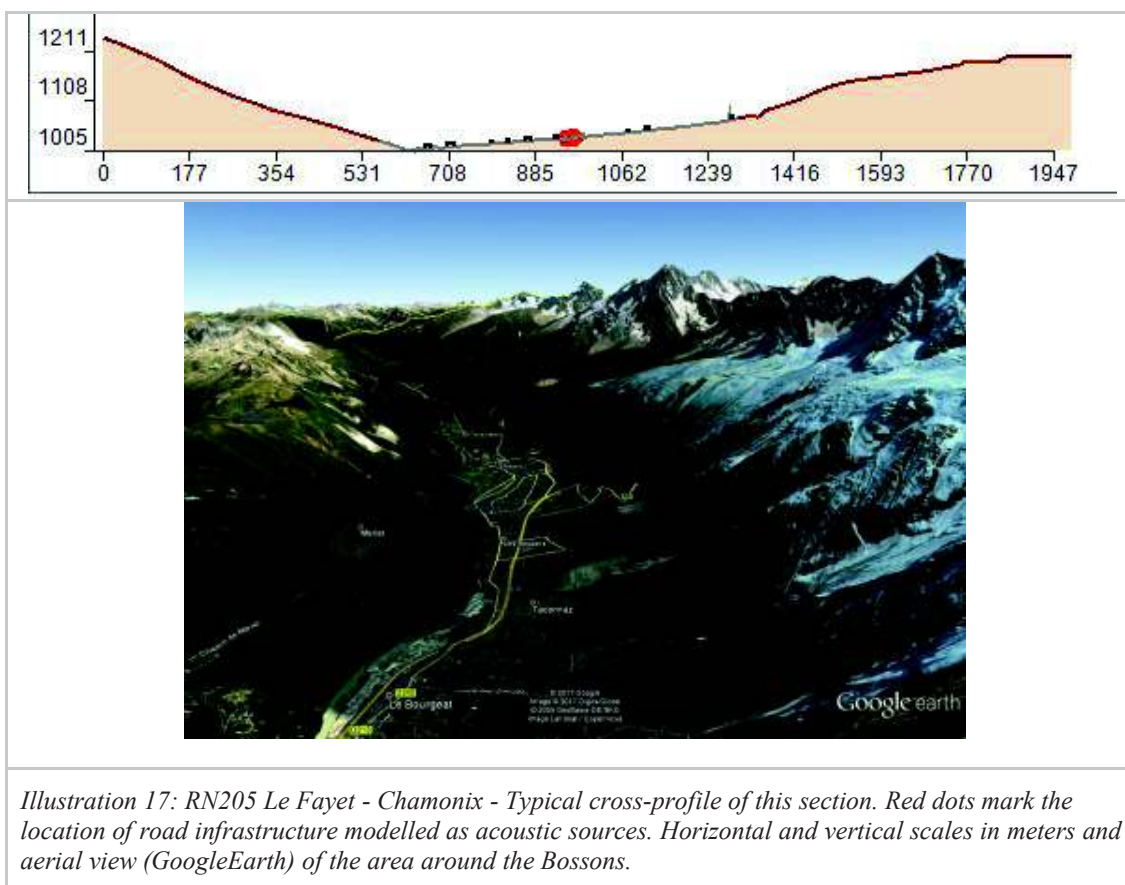 1211
1108
1005
0 177 354 531 708 885 1062 1239 1416 1593 1770 1947
Merlet
Taconnaz
Le Bourgeat
© 2017 Google
Google earth
Illustration 17: RN205 Le Fayet - Chamonix - Typical cross-profile of this section. Red dots mark the
location of road infrastructure modelled as acoustic sources. Horizontal and vertical scales in meters and
aerial view (GoogleEarth) of the area around the Bossons.